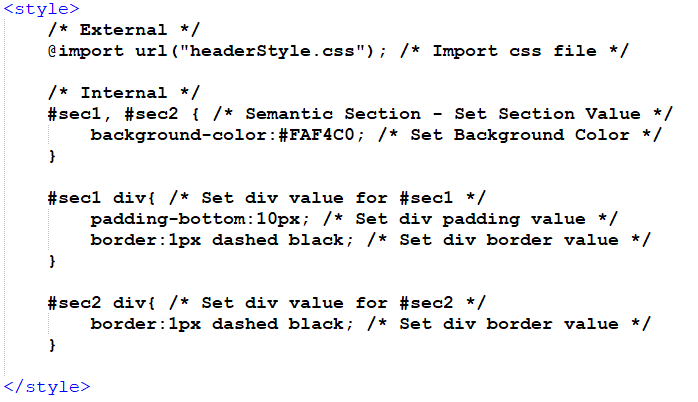 <style>
/* External */
@import url("headerStyle.css"); /* Import css file */
/* Internal */
#sec1, #sec2 { /* Semantic Section - Set Section Value */
background-color:#FAF4C0; /* Set Background Color */
}
#sec1 div{ /* Set div value for #sec1 */
padding-bottom:10px; /* Set div padding value */
border:1px dashed black; /* Set div border value */
}
#sec2 div{ /* Set div value for #sec2 */
border:1px dashed black; /* Set div border value */
}
</style>